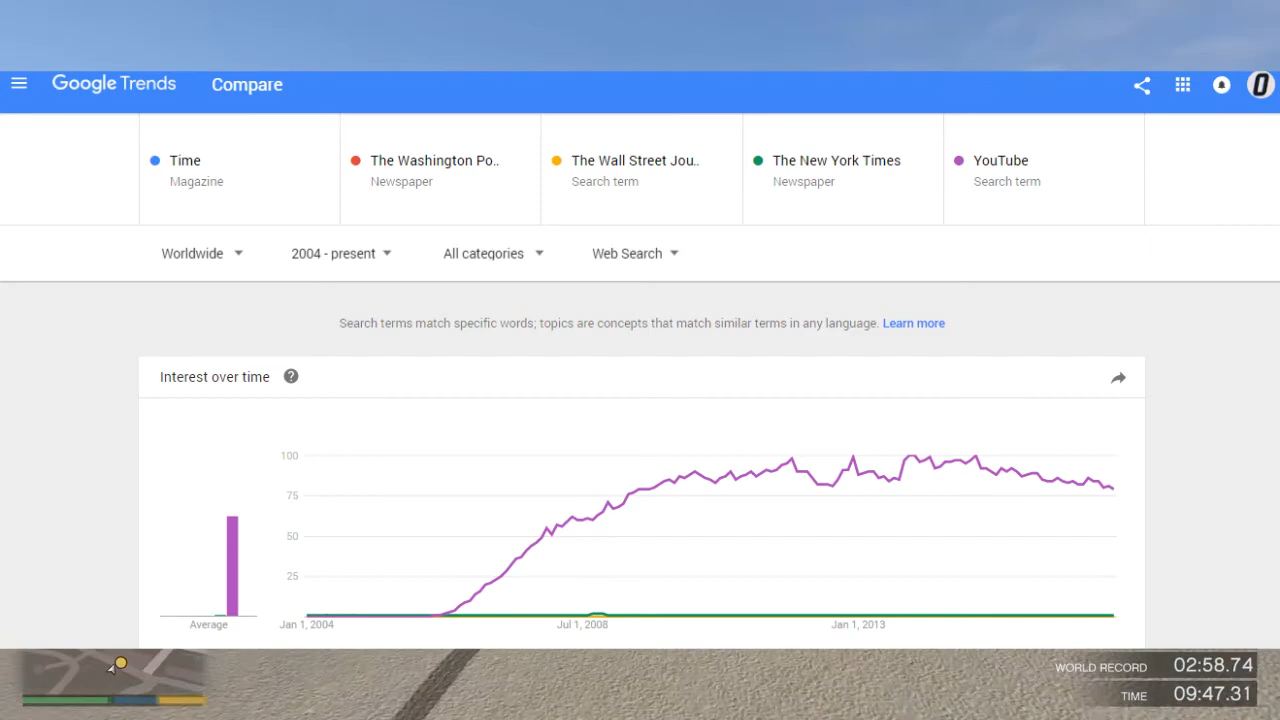 Google Trends Compare
Time
Magazine
The Washington Po..
Newspaper
The Wall Street Jou..
Search term
The New York Times
Newspaper
YouTube
Search term
Worldwide 2004 - present All categories Web Search
Search terms match specific words; topics are concepts that match similar terms in any language. Learn more
Interest over time ?
100
75
50
25
Average Jan 1, 2004 Jul 1, 2008 Jan 1, 2013
WORLD RECORD 02:58.74
TIME 09:47.31